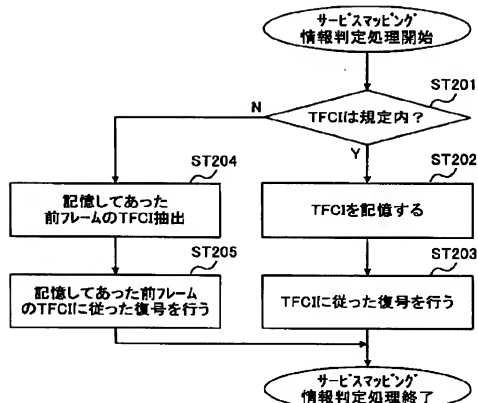 サービスマッピング
情報判定処理開始
ST201
TFCIは規定内？
N
Y
ST204
記憶してあった
前フレームのTFCI抽出
ST202
TFCIを記憶する
ST205
記憶してあった前フレーム
のTFCIに従った復号を行う
ST203
TFCIに従った復号を行う
サービスマッピング
情報判定処理終了